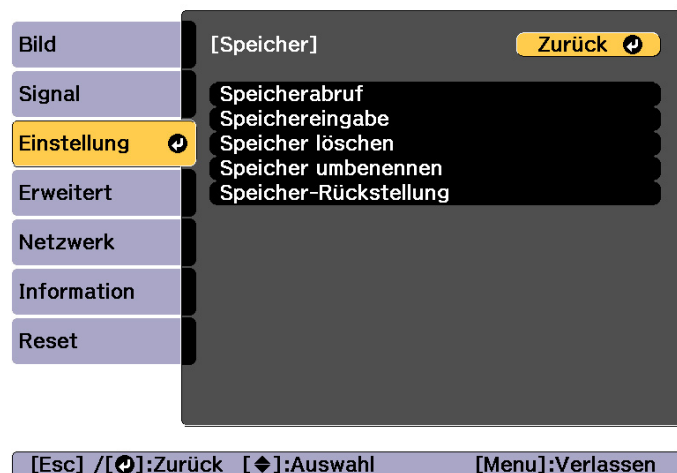 Bild
Signal
Einstellung
Erweitert
Netzwerk
Information
Reset
[Speicher]
Zurück
Speicherabruf
Speichereingabe
Speicher löschen
Speicher umbenennen
Speicher-Rückstellung
[Esc] /[⏎]:Zurück [◆]:Auswahl [Menu]:Verlassen